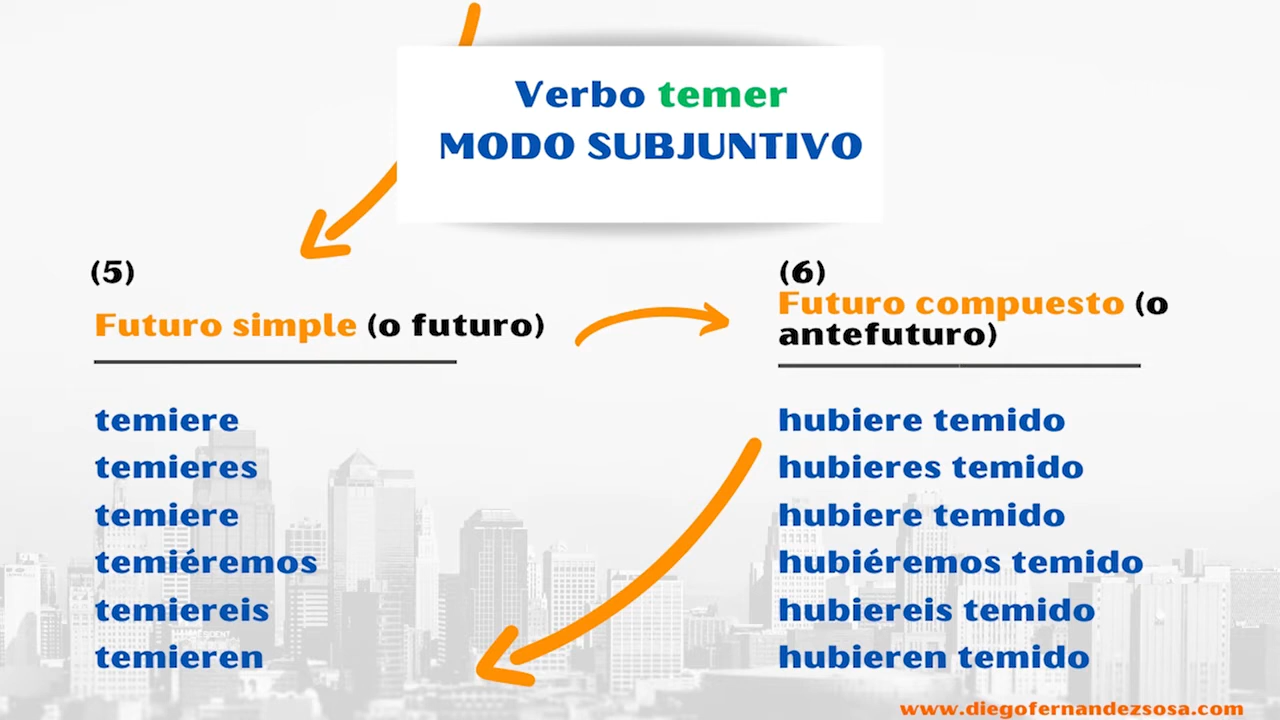 Verbo temer
MODO SUBJUNTIVO
(5)
Futuro simple (o futuro)
temiere
temieres
temiere
temiéremos
temiereis
temieren
(6)
Futuro compuesto (o
antefuturo)
hubiere temido
hubieres temido
hubiere temido
hubiéremos temido
hubiereis temido
hubieren temido
www.diegofernandezsosa.com